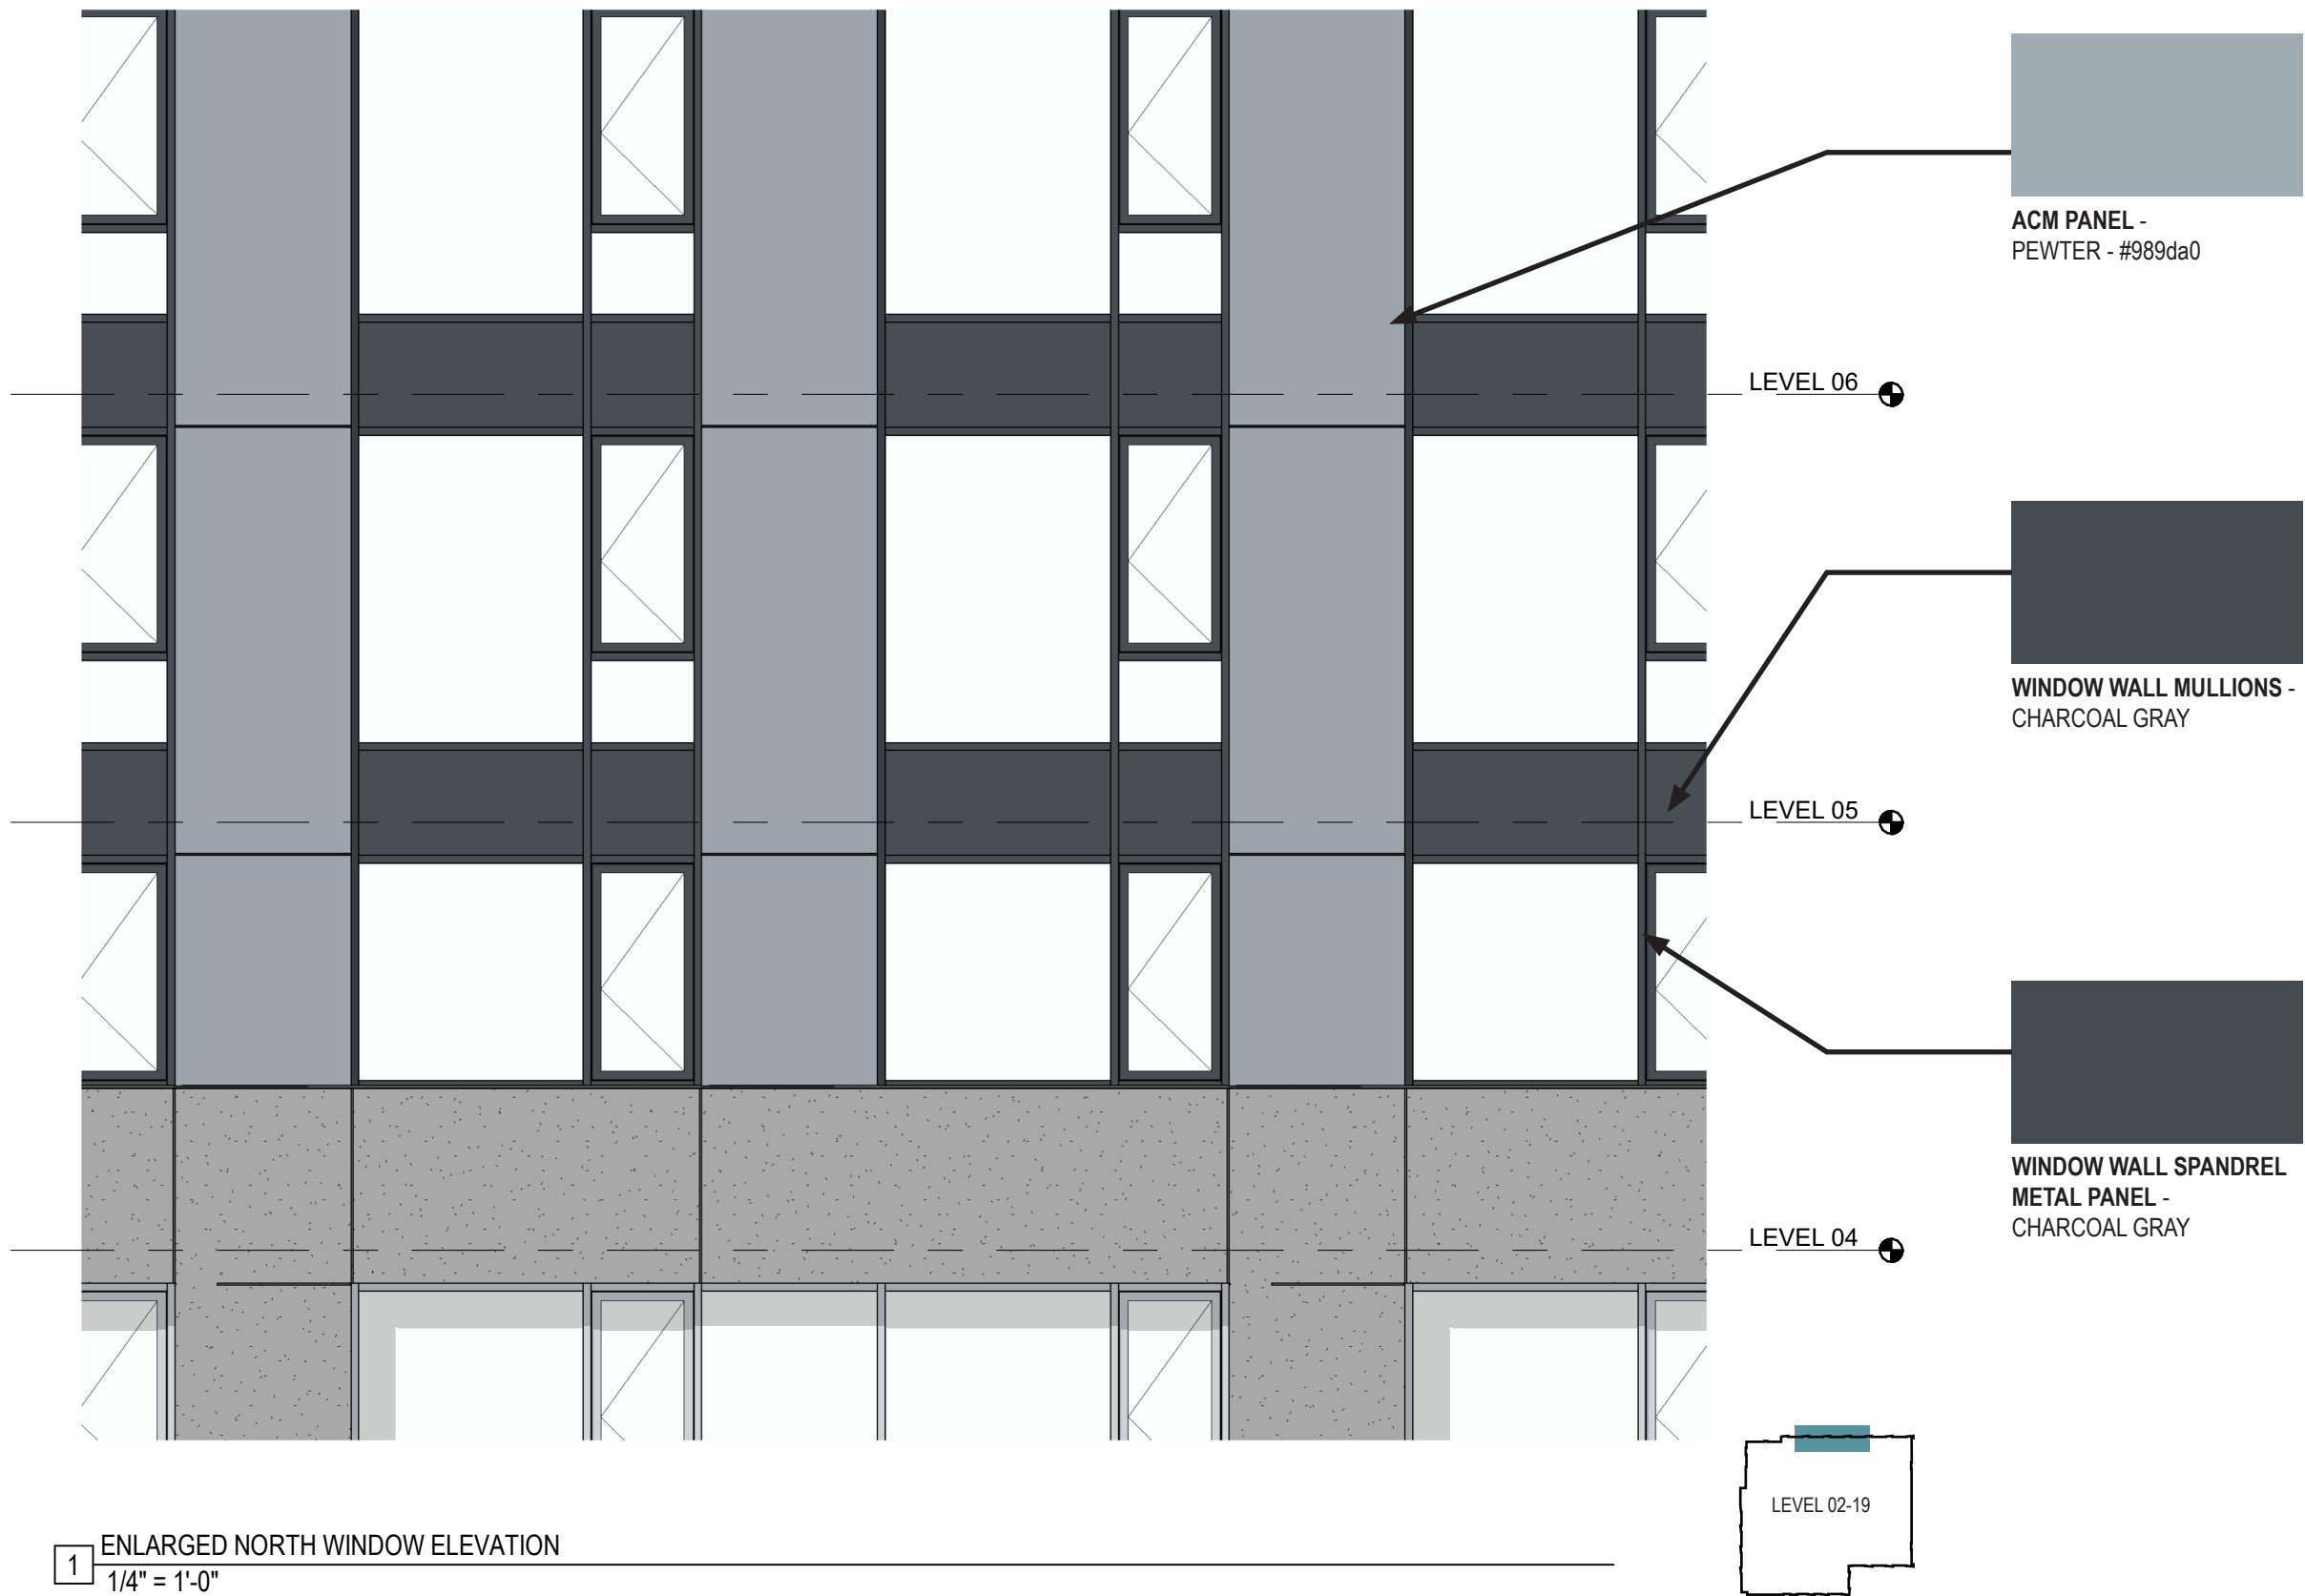 ACM PANEL -
PEWTER - #989da0
LEVEL 06
WINDOW WALL MULLIONS -
CHARCOAL GRAY
LEVEL 05
WINDOW WALL SPANDREL
METAL PANEL -
CHARCOAL GRAY
LEVEL 04
LEVEL 02-19
1 ENLARGED NORTH WINDOW ELEVATION
1/4" = 1'-0"